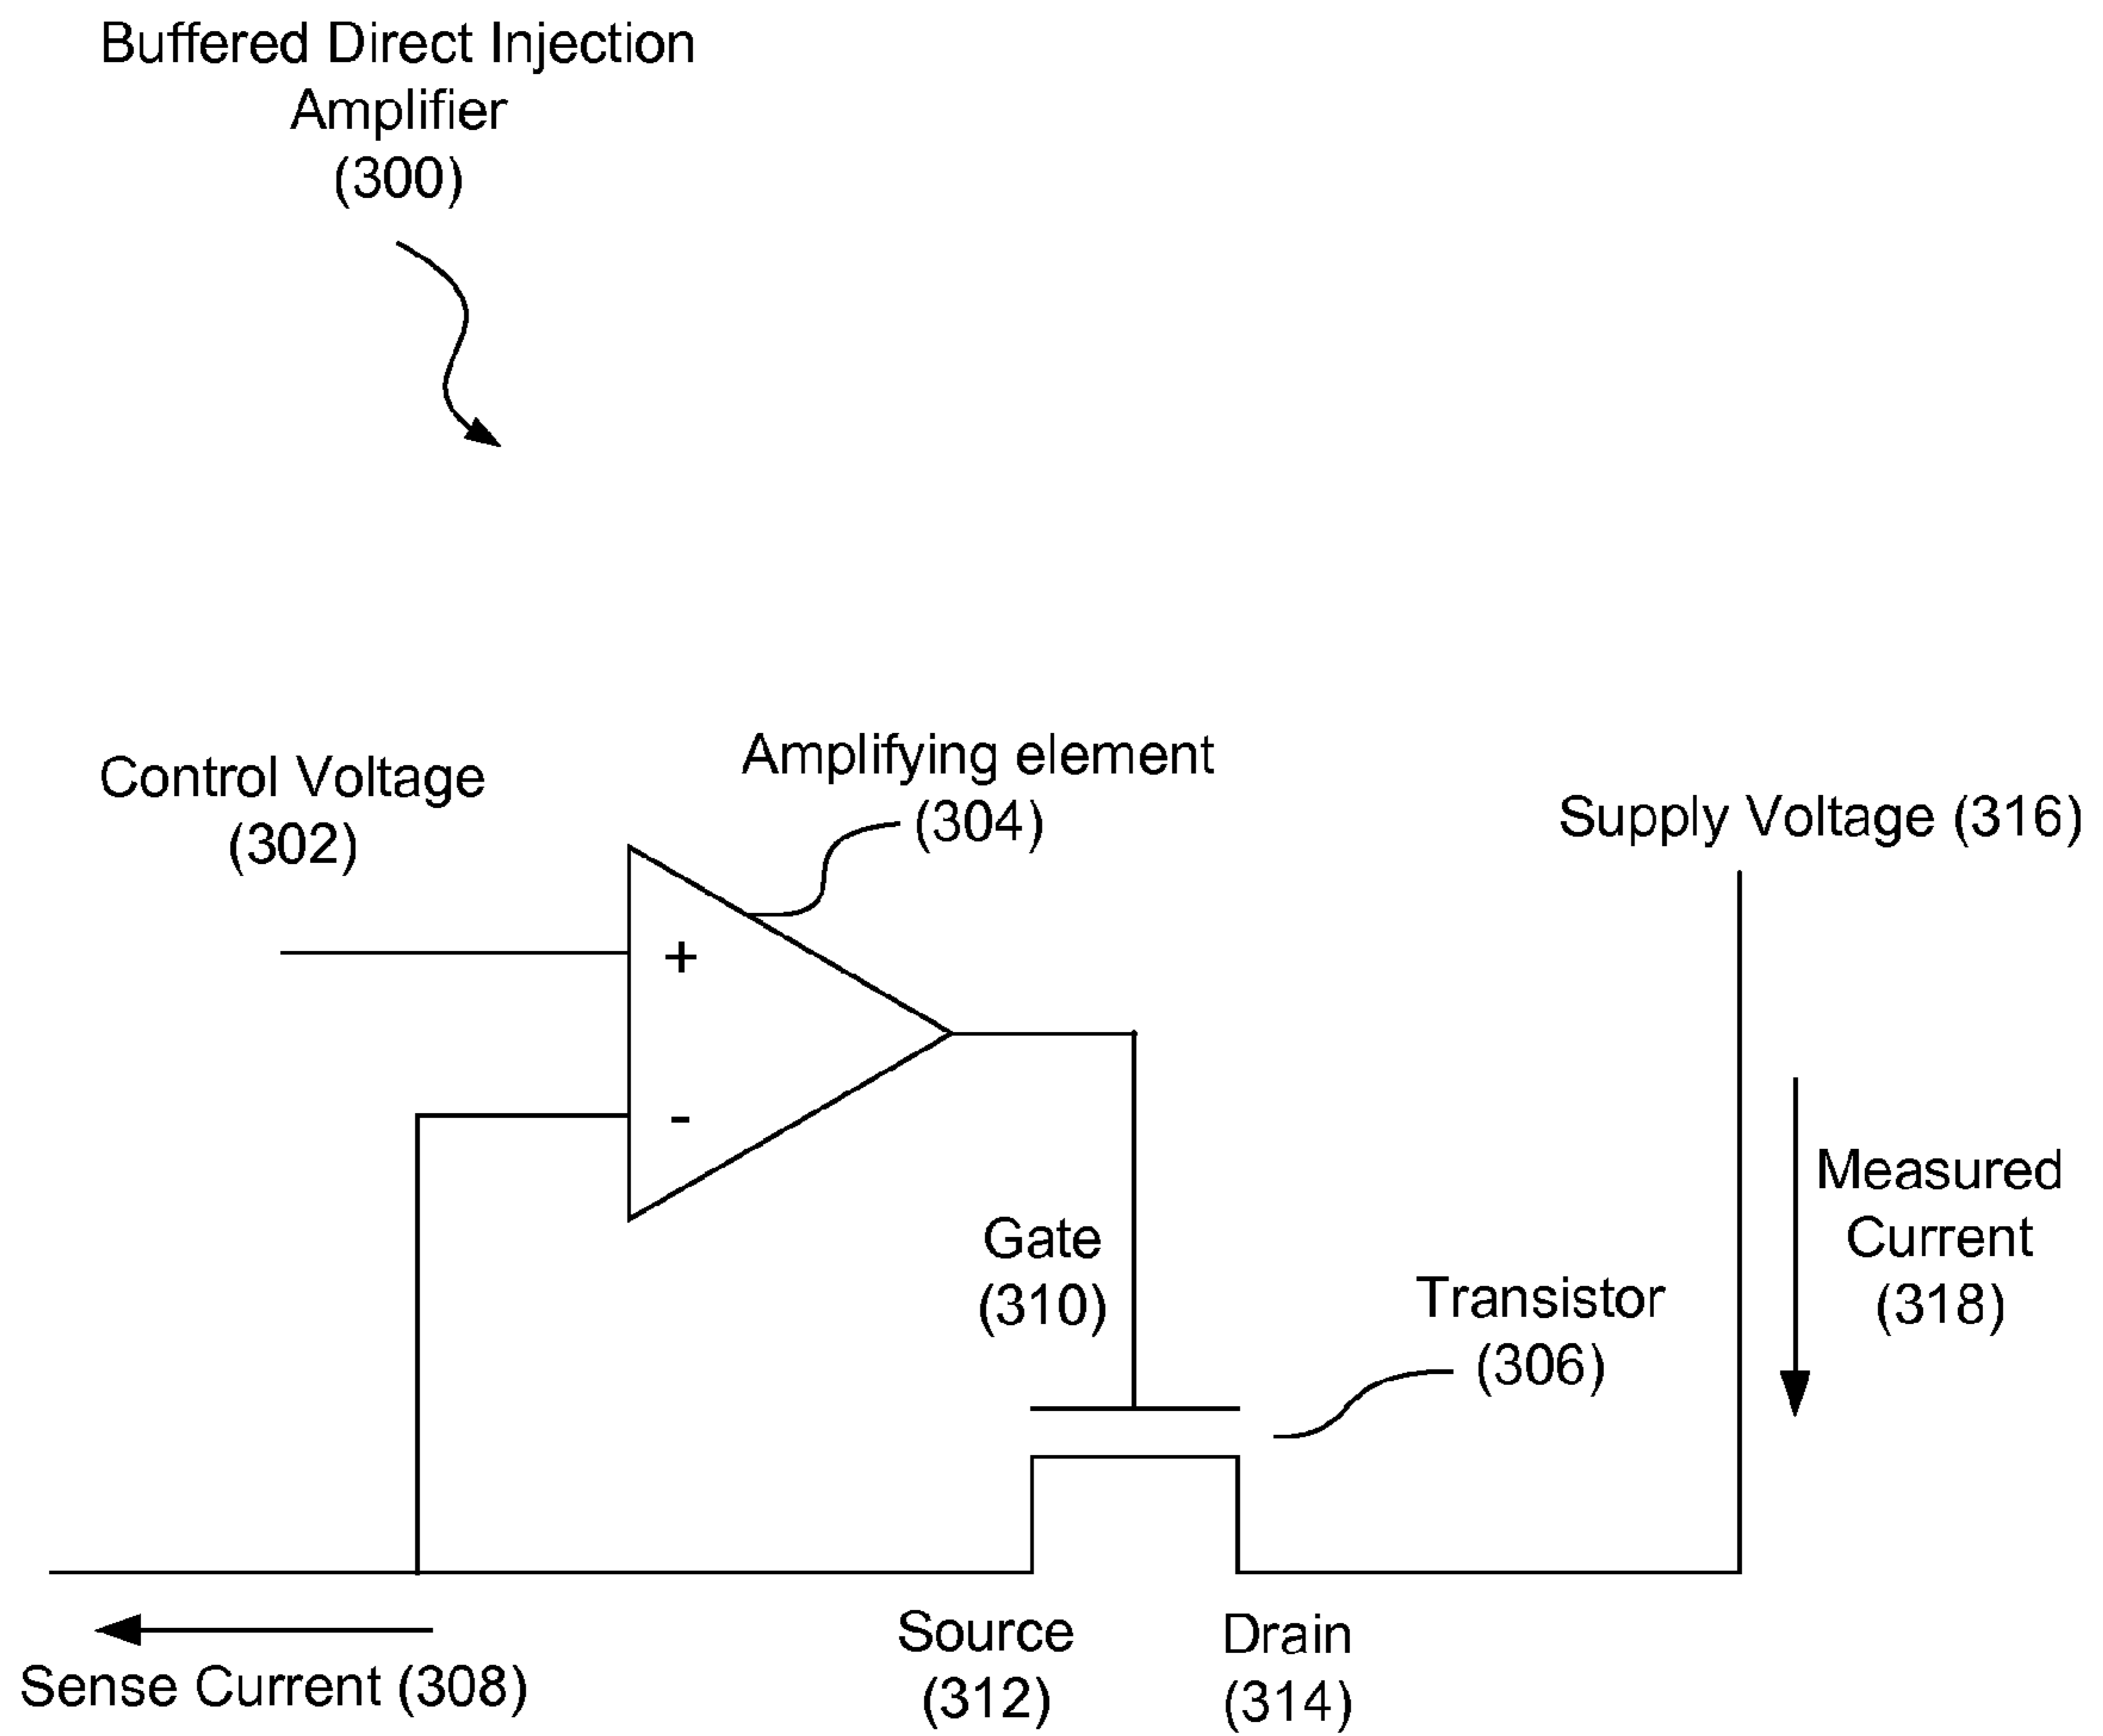 Buffered Direct Injection
Amplifier
(300)
Control Voltage
(302)
Amplifying element
(304)
Supply Voltage (316)
+
-
Gate
(310)
Transistor
(306)
Measured
Current
(318)
Source
(312)
Drain
(314)
Sense Current (308)